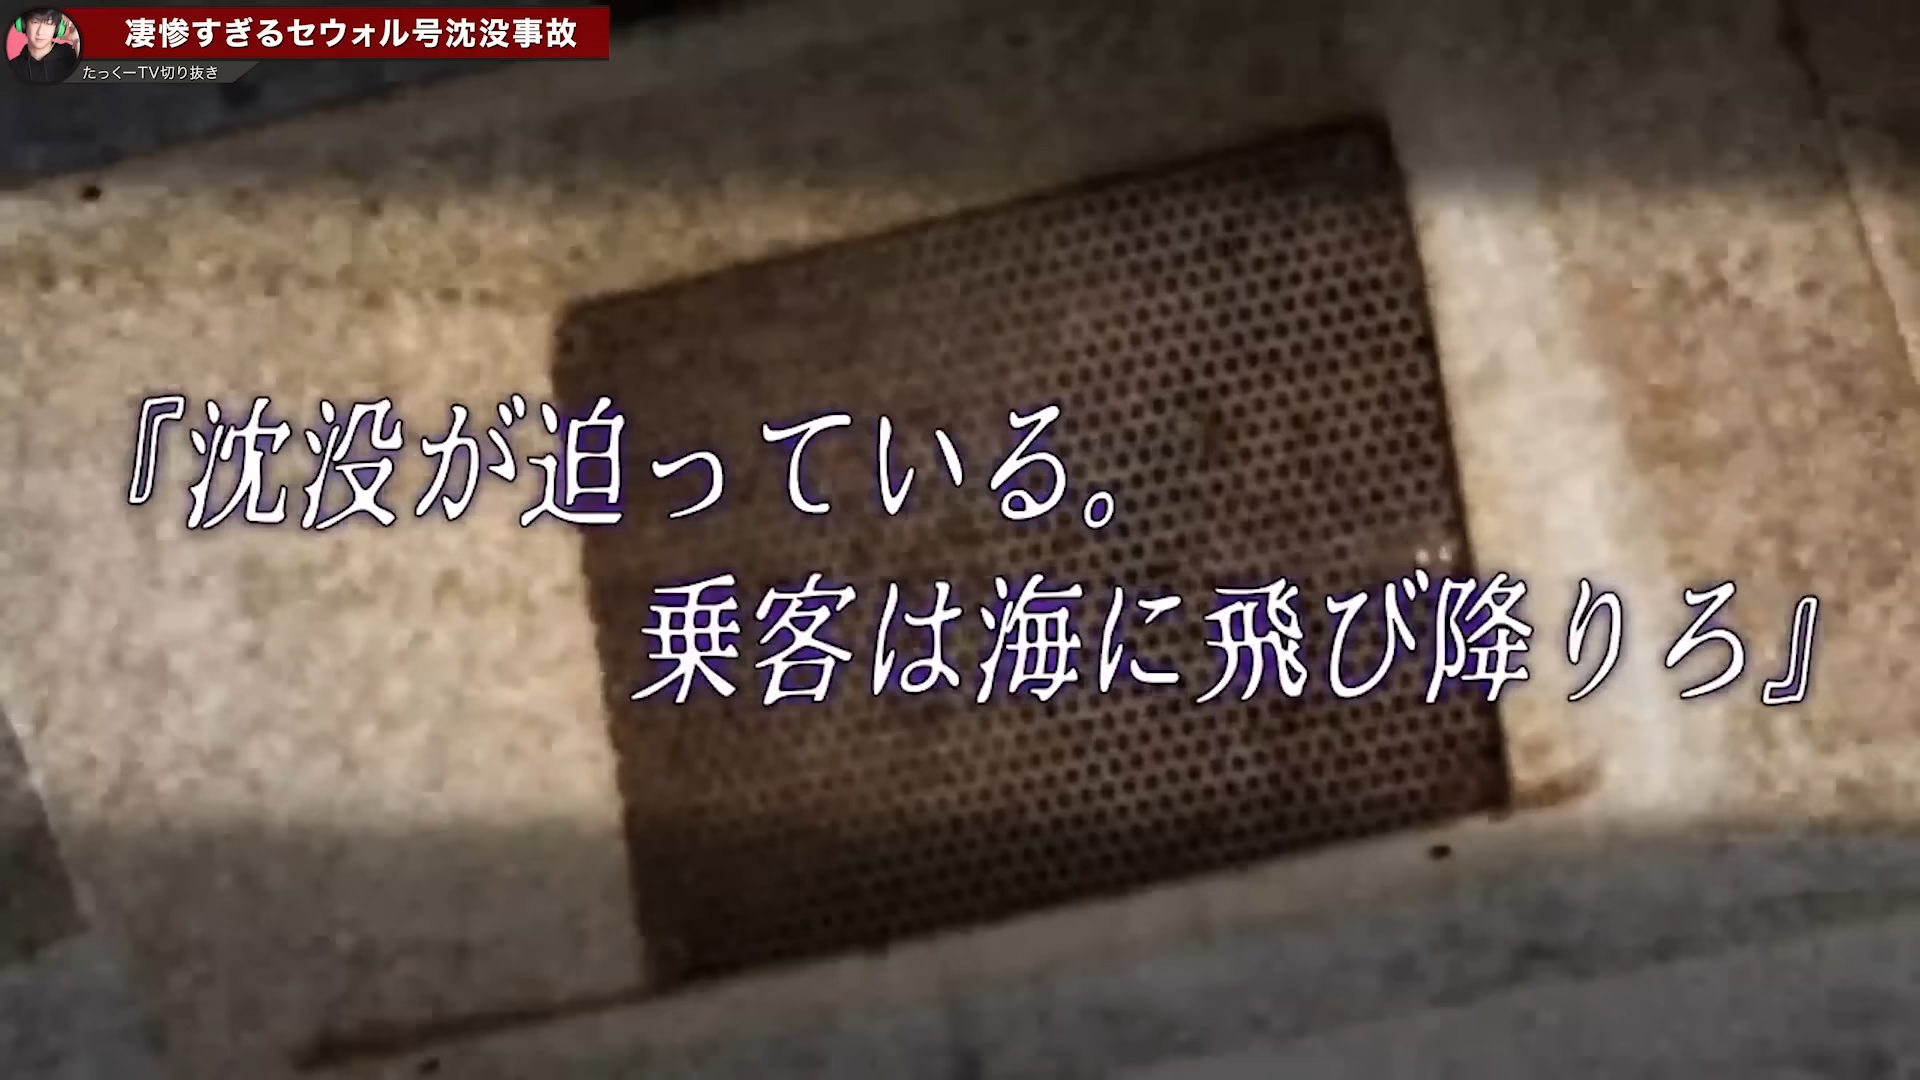 凄惨すぎるセウォル号沈没事故
たっくーTV切り抜き
『沈没が迫っている。
乗客は海に飛び降りろ』